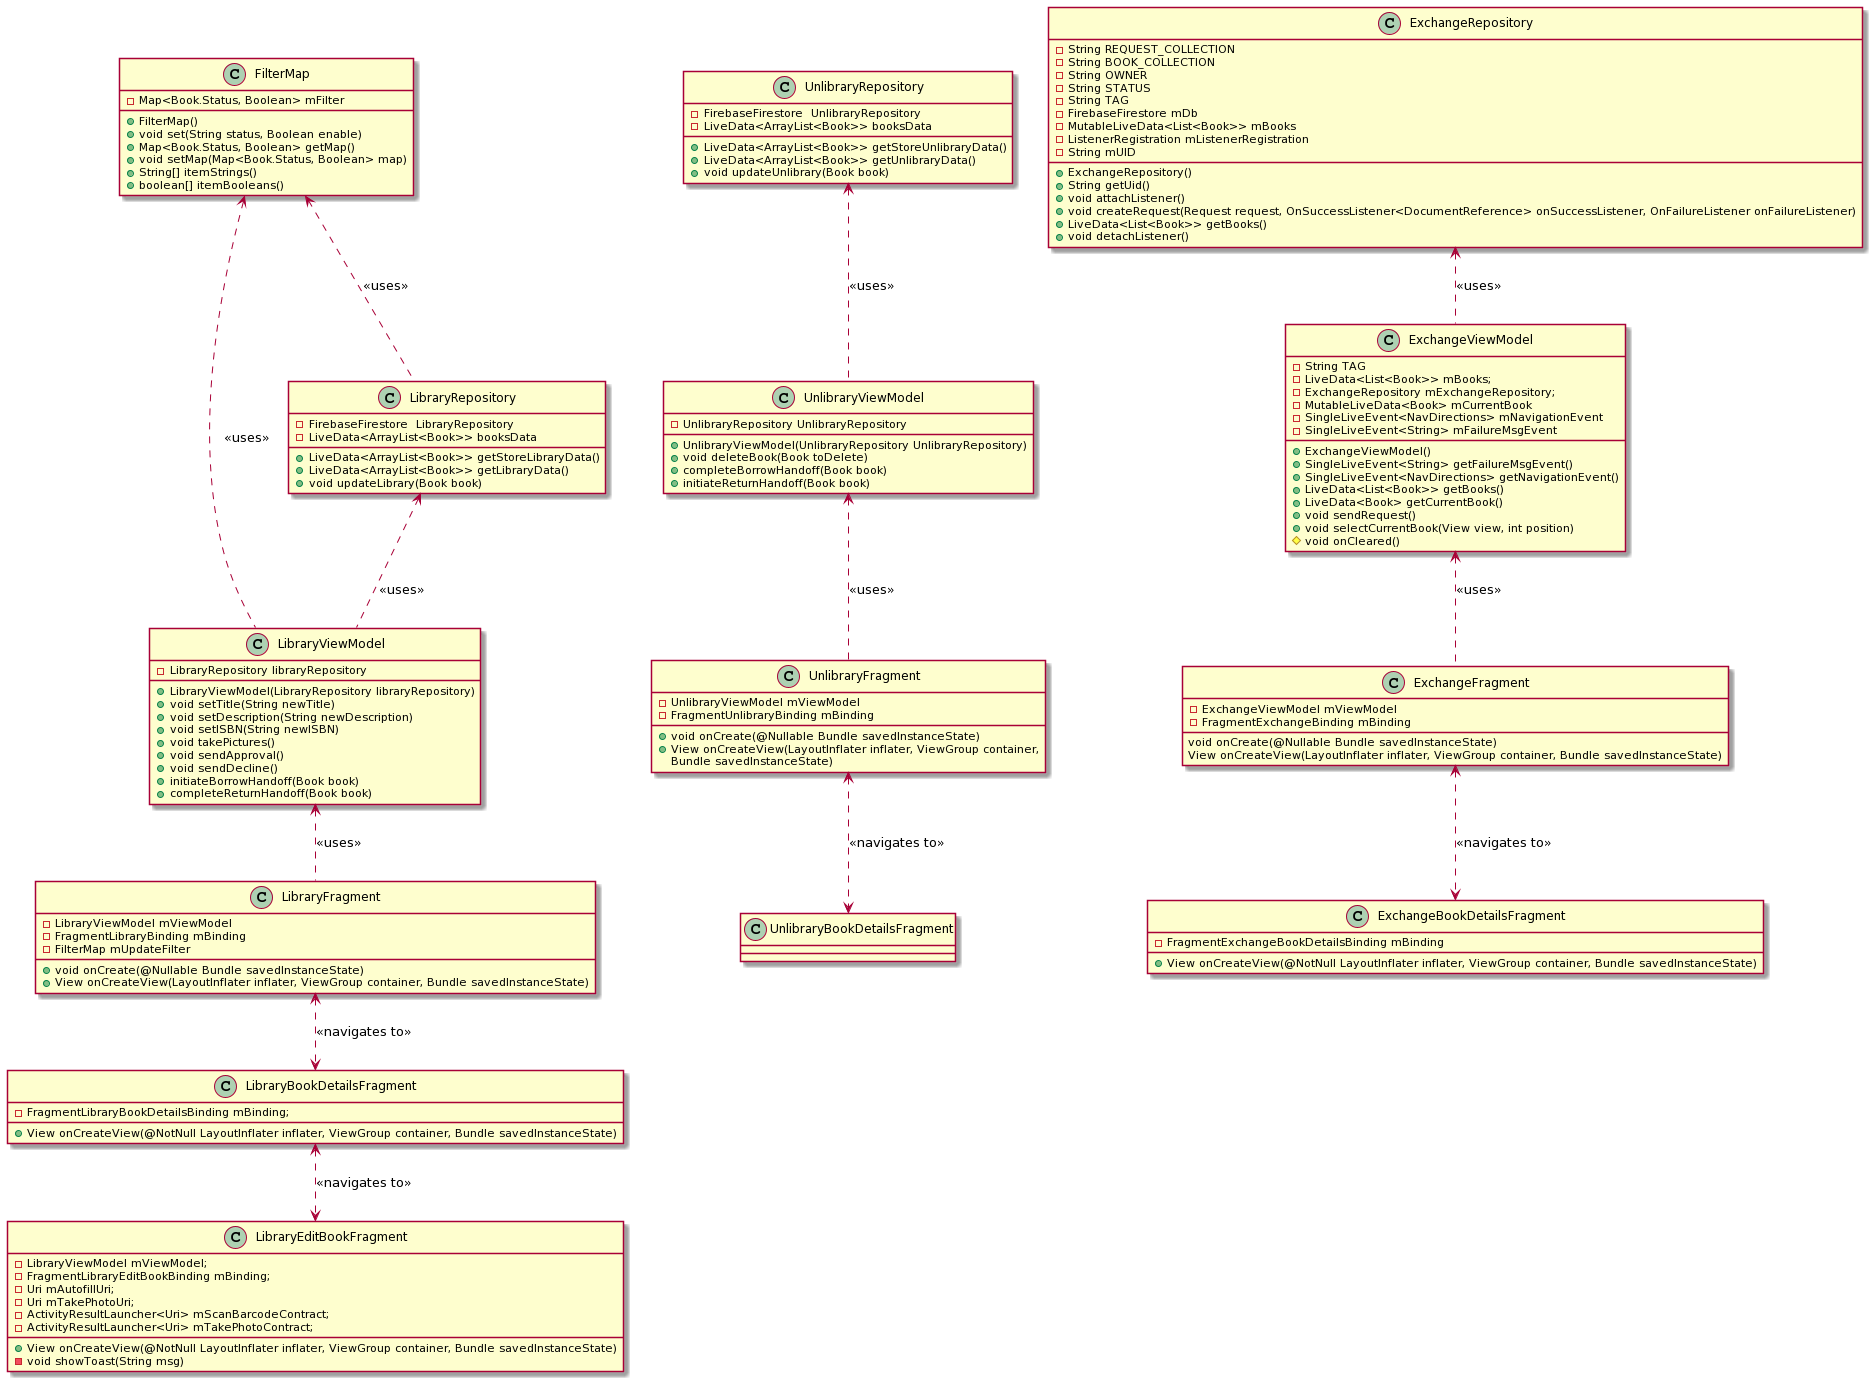 C FilterMap
Map<Book.Status, Boolean> mFilter
FilterMap()
void set(String status, Boolean enable)
Map<Book.Status, Boolean> getMap()
void setMap(Map<Book.Status, Boolean> map)
String[] itemStrings()
boolean[] itemBooleans()
C UnlibraryRepository
FirebaseFirestore  UnlibraryRepository
LiveData<ArrayList<Book>> booksData
LiveData<ArrayList<Book>> getStoreUnlibraryData()
LiveData<ArrayList<Book>> getUnlibraryData()
void updateUnlibrary(Book book)
C ExchangeRepository
String REQUEST_COLLECTION
String BOOK_COLLECTION
String OWNER
String STATUS
String TAG
FirebaseFirestore mDb
MutableLiveData<List<Book>> mBooks
ListenerRegistration mListenerRegistration
String mUID
ExchangeRepository()
String getUid()
void attachListener()
void createRequest(Request request, OnSuccessListener<DocumentReference> onSuccessListener, OnFailureListener onFailureListener)
LiveData<List<Book>> getBooks()
void detachListener()
«uses»
«uses»
«uses»
«uses»
C LibraryRepository
FirebaseFirestore  LibraryRepository
LiveData<ArrayList<Book>> booksData
LiveData<ArrayList<Book>> getStoreLibraryData()
LiveData<ArrayList<Book>> getLibraryData()
void updateLibrary(Book book)
C UnlibraryViewModel
UnlibraryRepository UnlibraryRepository
UnlibraryViewModel(UnlibraryRepository UnlibraryRepository)
void deleteBook(Book toDelete)
completeBorrowHandoff(Book book)
initiateReturnHandoff(Book book)
C ExchangeViewModel
String TAG
LiveData<List<Book>> mBooks;
ExchangeRepository mExchangeRepository;
MutableLiveData<Book> mCurrentBook
SingleLiveEvent<NavDirections> mNavigationEvent
SingleLiveEvent<String> mFailureMsgEvent
ExchangeViewModel()
SingleLiveEvent<String> getFailureMsgEvent()
SingleLiveEvent<NavDirections> getNavigationEvent()
LiveData<List<Book>> getBooks()
LiveData<Book> getCurrentBook()
void sendRequest()
void selectCurrentBook(View view, int position)
void onCleared()
«uses»
«uses»
«uses»
C LibraryViewModel
LibraryRepository libraryRepository
LibraryViewModel(LibraryRepository libraryRepository)
void setTitle(String newTitle)
void setDescription(String newDescription)
void setISBN(String newISBN)
void takePictures()
void sendApproval()
void sendDecline()
initiateBorrowHandoff(Book book)
completeReturnHandoff(Book book)
C UnlibraryFragment
UnlibraryViewModel mViewModel
FragmentUnlibraryBinding mBinding
void onCreate(@Nullable Bundle savedInstanceState)
View onCreateView(LayoutInflater inflater, ViewGroup container,
Bundle savedInstanceState)
C ExchangeFragment
ExchangeViewModel mViewModel
FragmentExchangeBinding mBinding
void onCreate(@Nullable Bundle savedInstanceState)
View onCreateView(LayoutInflater inflater, ViewGroup container, Bundle savedInstanceState)
«uses»
«navigates to»
«navigates to»
C LibraryFragment
LibraryViewModel mViewModel
FragmentLibraryBinding mBinding
FilterMap mUpdateFilter
void onCreate(@Nullable Bundle savedInstanceState)
View onCreateView(LayoutInflater inflater, ViewGroup container, Bundle savedInstanceState)
C UnlibraryBookDetailsFragment
C ExchangeBookDetailsFragment
FragmentExchangeBookDetailsBinding mBinding
View onCreateView(@NotNull LayoutInflater inflater, ViewGroup container, Bundle savedInstanceState)
«navigates to»
C LibraryBookDetailsFragment
FragmentLibraryBookDetailsBinding mBinding;
View onCreateView(@NotNull LayoutInflater inflater, ViewGroup container, Bundle savedInstanceState)
«navigates to»
C LibraryEditBookFragment
LibraryViewModel mViewModel;
FragmentLibraryEditBookBinding mBinding;
Uri mAutofillUri;
Uri mTakePhotoUri;
ActivityResultLauncher<Uri> mScanBarcodeContract;
ActivityResultLauncher<Uri> mTakePhotoContract;
View onCreateView(@NotNull LayoutInflater inflater, ViewGroup container, Bundle savedInstanceState)
void showToast(String msg)